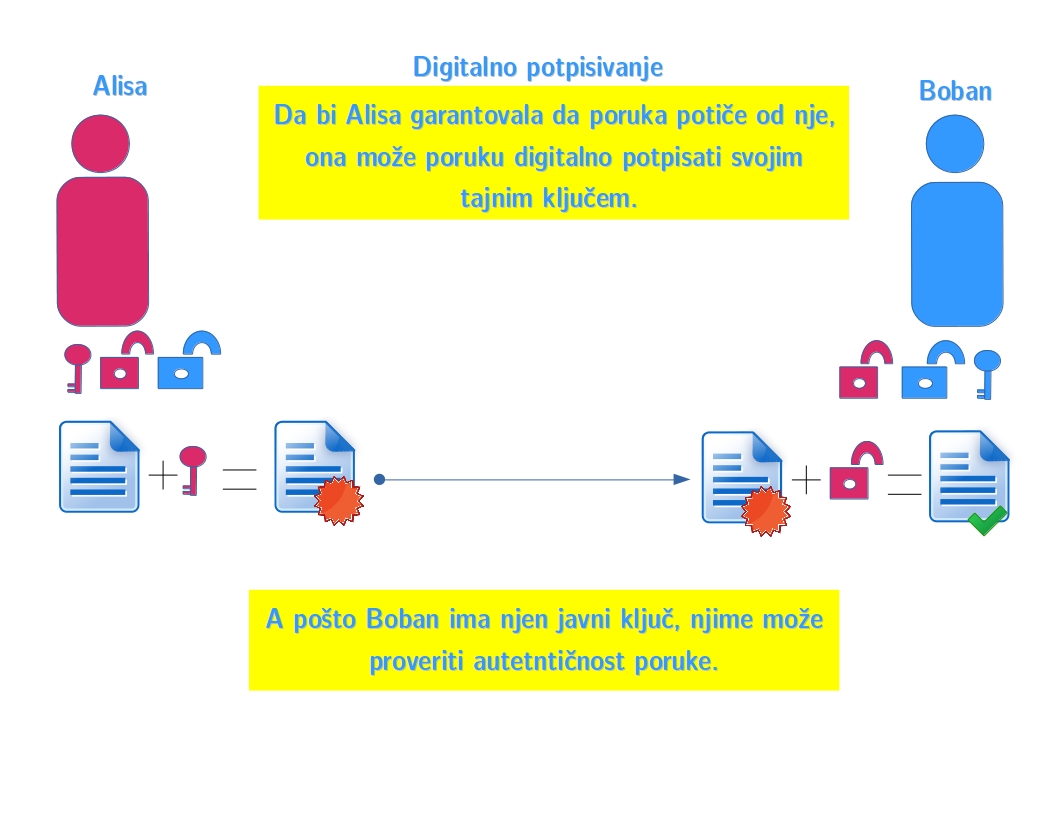 Digitalno potpisivanje
Alisa
Boban
Da bi Alisa garantovala da poruka potiče od nje,
ona može poruku digitalno potpisati svojim
tajnim ključem.
A pošto Boban ima njen javni ključ, njime može
proveriti autetntičnost poruke.